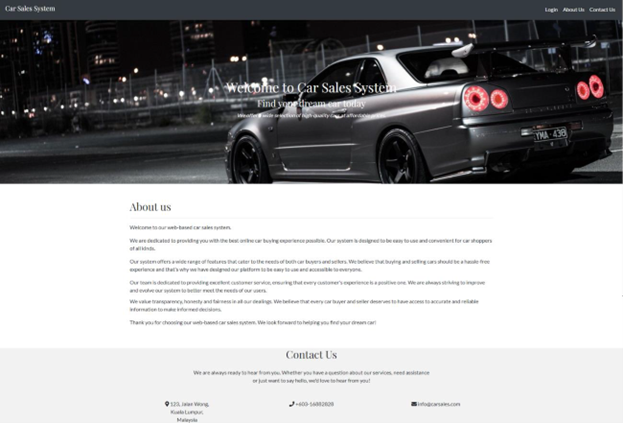 Car Sales System
Login About Us Contact Us
Welcome to Car Sales System
Find your dream car today
We offer a wide selection of high-quality cars at affordable prices.
YMA·438
About us
Welcome to our web-based car sales system.
We are dedicated to providing you with the best online car buying experience possible. Our system is designed to be easy to use and convenient for car shoppers
of all kinds.
Our system offers a wide range of features that cater to the needs of both car buyers and sellers. We believe that buying and selling cars should be a hassle-free
experience and that's why we have designed our platform to be easy to use and accessible to everyone.
Our team is dedicated to providing excellent customer service, ensuring that every customer's experience is a positive one. We are always striving to improve
and evolve our system to better meet the needs of our users.
We value transparency, honesty and fairness in all our dealings. We believe that every car buyer and seller deserves to have access to accurate and reliable
information to make informed decisions.
Thank you for choosing our web-based car sales system. We look forward to helping you find your dream car!
Contact Us
We are always ready to hear from you. Whether you have a question about our services, need assistance
or just want to say hello, we'd love to hear from you!
123, Jalan Wong,
Kuala Lumpur,
Malaysia
+603-16882828
info@carsales.com